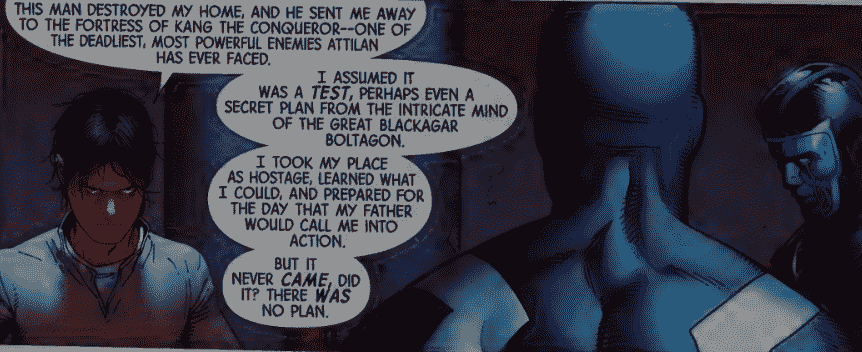 THIS MAN DESTROYED MY HOME, AND HE SENT ME AWAY
TO THE FORTRESS OF KANG THE CONQUEROR--ONE OF
THE DEADLIEST, MOST POWERFUL ENEMIES ATTILAN
HAS EVER FACED.
I ASSUMED IT
WAS A TEST, PERHAPS EVEN A
SECRET PLAN FROM THE INTRICATE MIND
OF THE GREAT BLACKAGAR
BOLTAGON.
I TOOK MY PLACE
AS HOSTAGE, LEARNED WHAT
I COULD, AND PREPARED FOR
THE DAY THAT MY FATHER
WOULD CALL ME INTO
ACTION.
BUT IT
NEVER CAME, DID
IT? THERE WAS
NO PLAN.